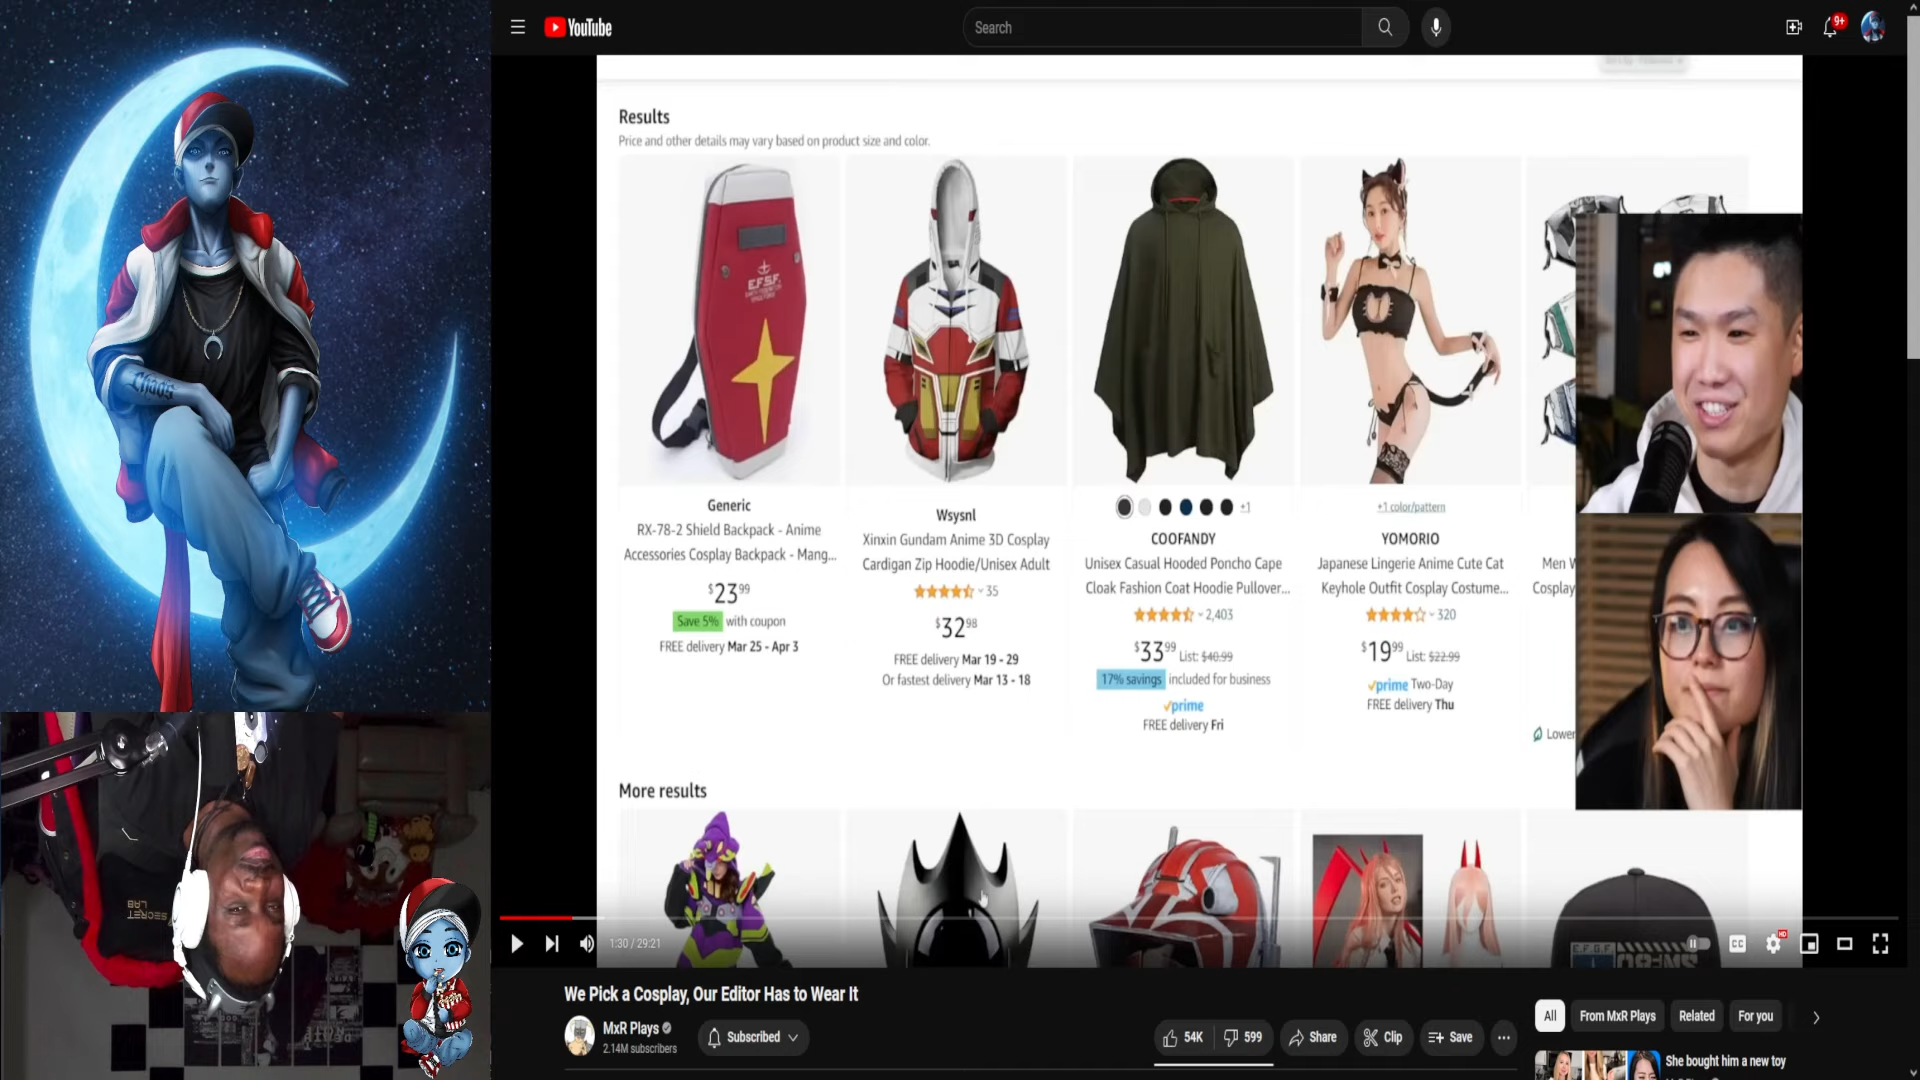 YouTube
Search
9+
Results
Price and other details may vary based on product size and color.
E.F.S.F.
Chaos
Generic
RX-78-2 Shield Backpack - Anime
Accessories Cosplay Backpack - Mang...
$23.99
Save 5% with coupon
FREE delivery Mar 25 - Apr 3
Wsysnl
Xinxin Gundam Anime 3D Cosplay
Cardigan Zip Hoodie/Unisex Adult
35
$32.98
FREE delivery Mar 19 - 29
Or fastest delivery Mar 13 - 18
+1
COOFANDY
Unisex Casual Hooded Poncho Cape
Cloak Fashion Coat Hoodie Pullover...
2,403
$33.99 List: $40.99
17% savings included for business
prime
FREE delivery Fri
+1 color/pattern
YOMORIO
Japanese Lingerie Anime Cute Cat
Keyhole Outfit Cosplay Costume...
320
$19.99 List: $22.99
prime Two-Day
FREE delivery Thu
Men
Cosplay
Lower
More results
SECRET
LAB
E.F.G.F
1:30 / 29:21
CC
HD
We Pick a Cosplay, Our Editor Has to Wear It
MxR Plays
2.14M subscribers
Subscribed
54K
599
Share
Clip
Save
All
From MxR Plays
Related
For you
She bought him a new toy